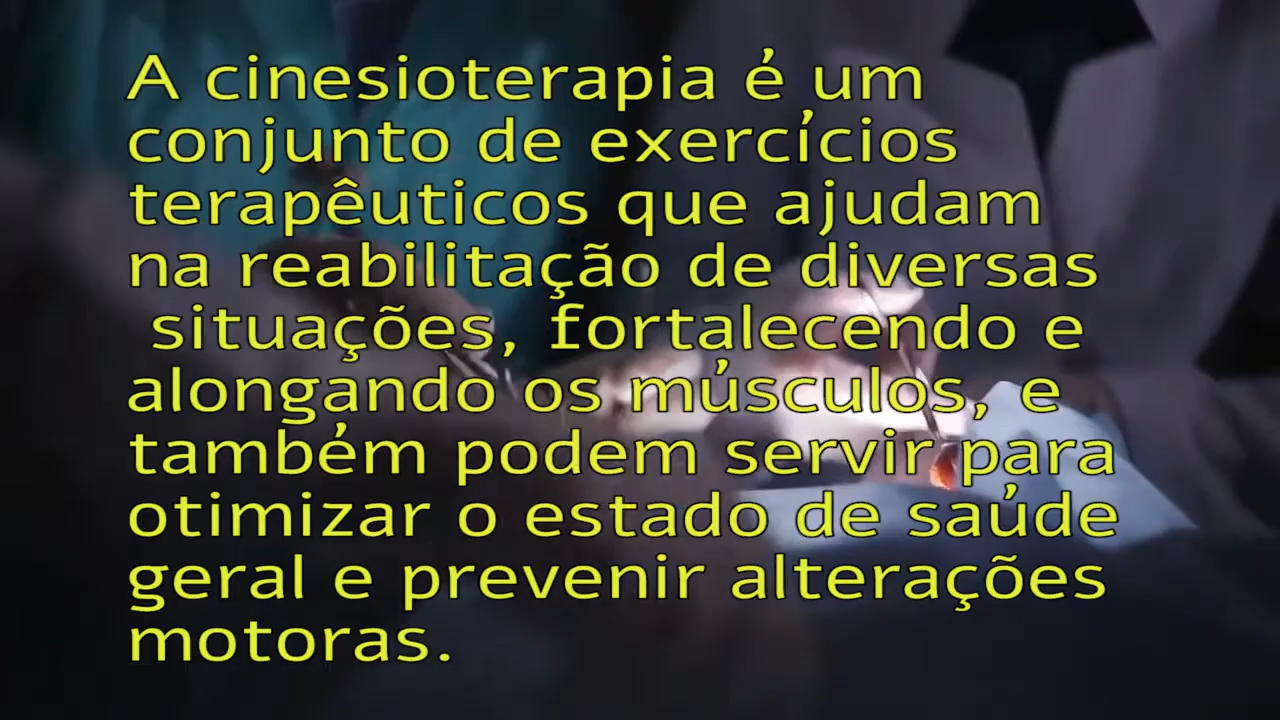 A cinesioterapia é um
conjunto de exercícios
terapêuticos que ajudam
na reabilitação de diversas
situações, fortalecendo e
alongando os músculos, e
também podem servir para
otimizar o estado de saúde
geral e prevenir alterações
motoras.